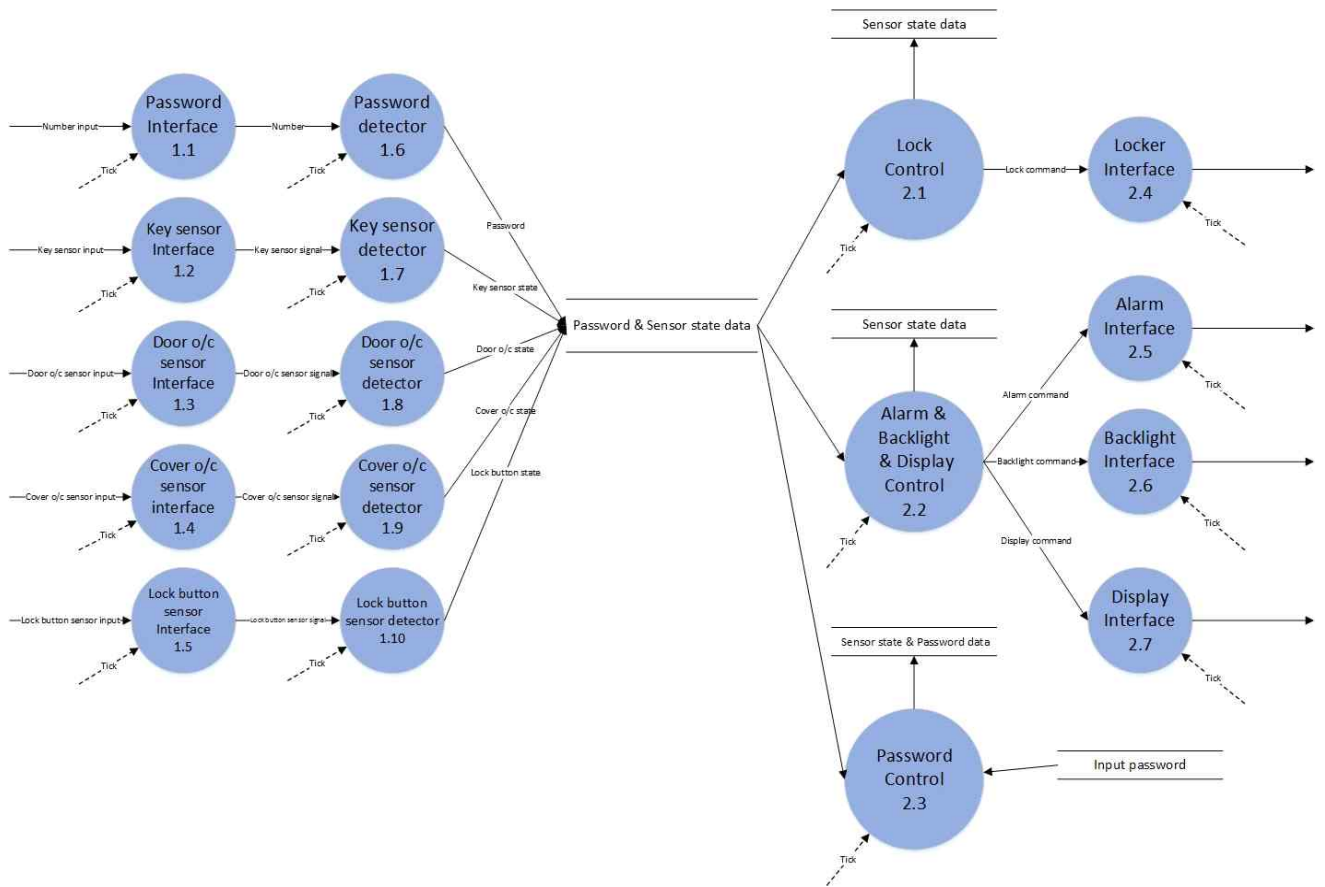 Sensor state data
Number input
Password
Interface
1.1
Number
Password
detector
1.6
Tick
Tick
Password
Lock
Control
2.1
Lock command
Locker
Interface
2.4
Tick
Tick
Key sensor input
Key sensor
Interface
1.2
Key sensor signal
Key sensor
detector
1.7
Tick
Tick
Key sensor state
Password & Sensor state data
Sensor state data
Door o/c sensor input
Door o/c
sensor
Interface
1.3
Door o/c sensor signal
Door o/c
sensor
detector
1.8
Tick
Tick
Door o/c state
Alarm
Interface
2.5
Tick
Alarm command
Cover o/c state
Alarm &
Backlight
& Display
Control
2.2
Tick
Backlight command
Backlight
Interface
2.6
Tick
Lock button state
Cover o/c sensor input
Cover o/c
sensor
interface
1.4
Cover o/c sensor signal
Cover o/c
sensor
detector
1.9
Tick
Tick
Display command
Display
Interface
2.7
Tick
Lock button sensor input
Lock button
sensor
Interface
1.5
Lock button sensor signal
Lock button
sensor detector
1.10
Tick
Tick
Sensor state & Password data
Password
Control
2.3
Tick
Input password